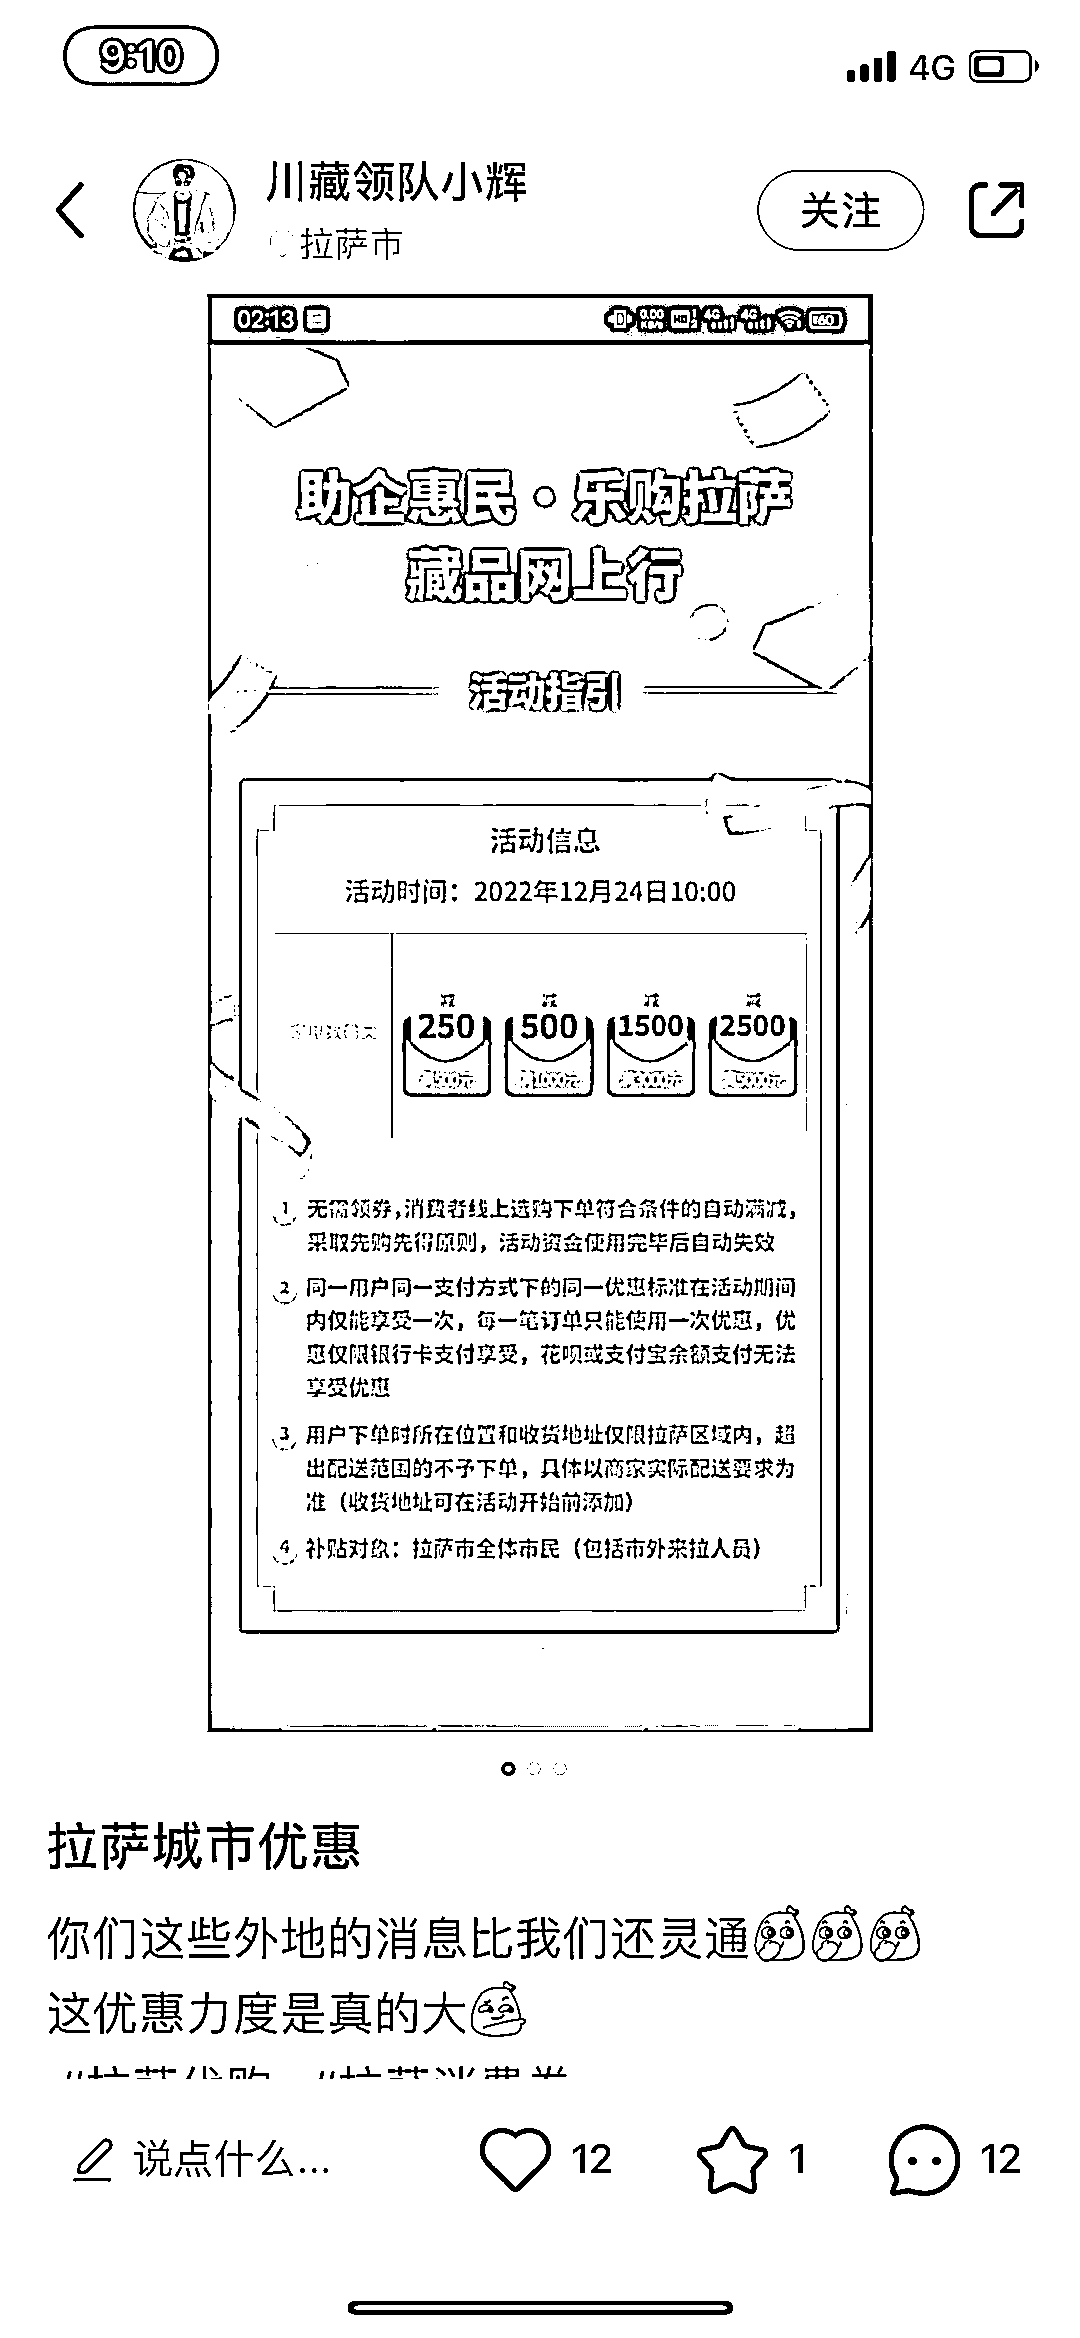 9:10
4G
川藏领队小辉
拉萨市
关注
02:13
助企惠民·乐购拉萨
藏品网上行
活动指引
活动信息
活动时间：2022年12月24日10:00
减 减 减 减
250 500 1500 2500
满500元 满1000元 满3000元 满5000元
1 无需领券,消费者线上选购下单符合条件的自动满减，
采取先购先得原则，活动资金使用完毕后自动失效
2 同一用户同一支付方式下的同一优惠标准在活动期间
内仅能享受一次，每一笔订单只能使用一次优惠，优
惠仅限银行卡支付享受，花呗或支付宝余额支付无法
享受优惠
3 用户下单时所在位置和收货地址仅限拉萨区域内，超
出配送范围的不予下单，具体以商家实际配送要求为
准（收货地址可在活动开始前添加）
4 补贴对象：拉萨市全体市民（包括市外来拉人员）
拉萨城市优惠
你们这些外地的消息比我们还灵通
这优惠力度是真的大
#拉萨代购 #拉萨消费券
说点什么...
12
1
12